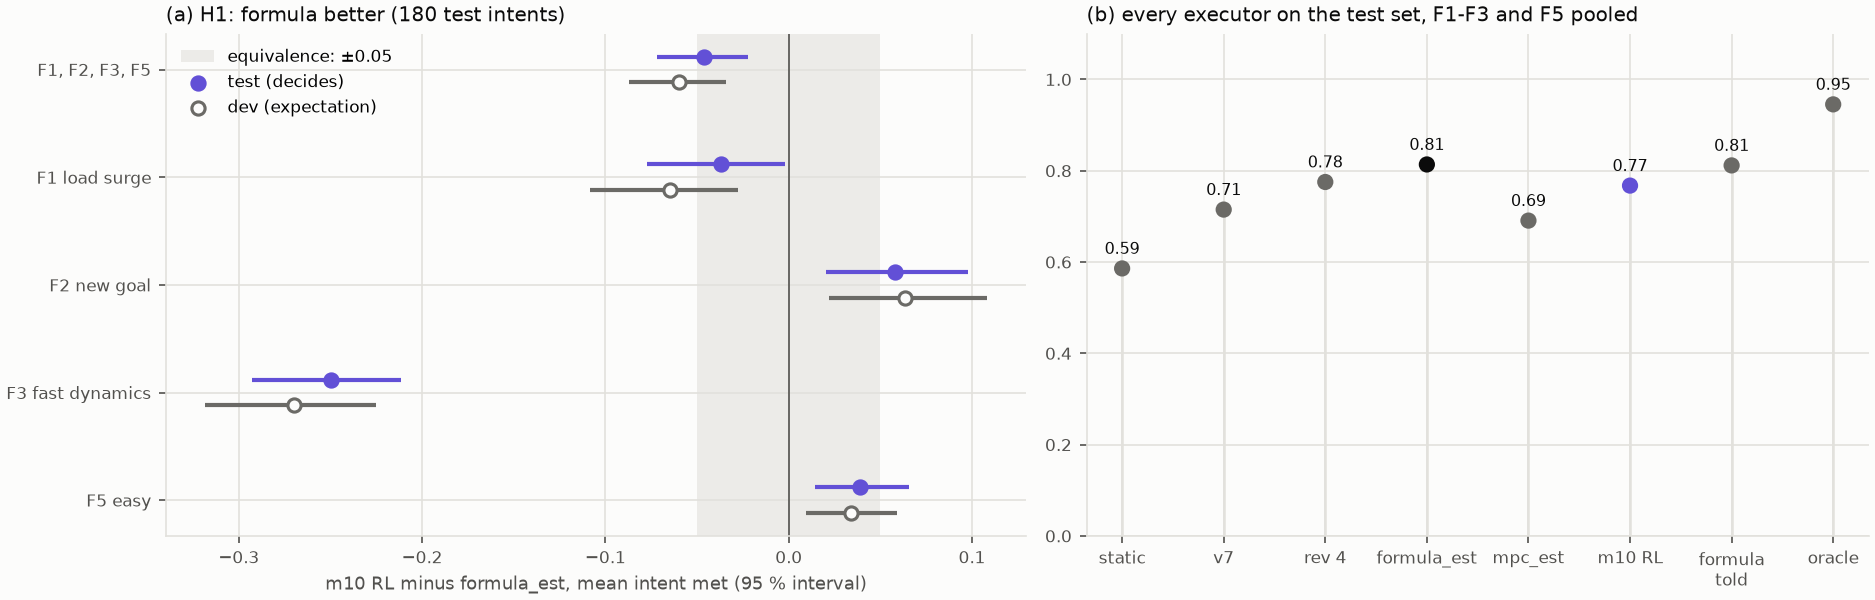 (a) H1: formula better (180 test intents)
equivalence: ±0.05
test (decides)
dev (expectation)
F1, F2, F3, F5
F1 load surge
F2 new goal
F3 fast dynamics
F5 easy
−0.3
−0.2
−0.1
0.0
0.1
m10 RL minus formula_est, mean intent met (95 % interval)
(b) every executor on the test set, F1-F3 and F5 pooled
1.0
0.8
0.6
0.4
0.2
0.0
0.59
0.71
0.78
0.81
0.69
0.77
0.81
0.95
static
v7
rev 4
formula_est
mpc_est
m10 RL
formula
told
oracle